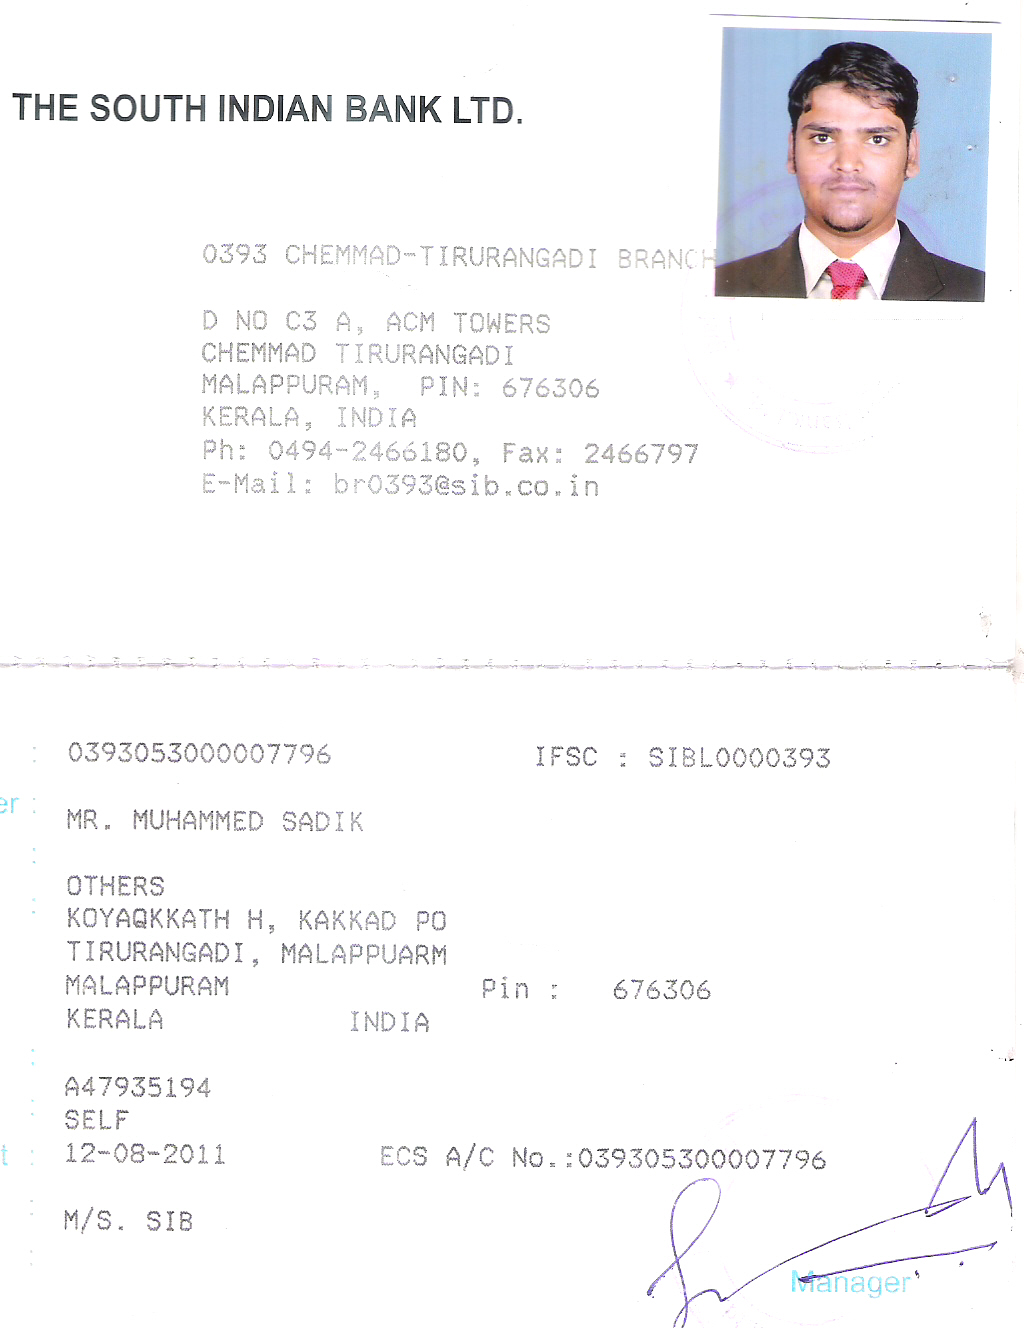 THE SOUTH INDIAN BANK LTD.
0393 CHEMMAD-TIRURANGADI BRANCH
D NO C3 A, ACM TOWERS
CHEMMAD TIRURANGADI
MALAPPURAM, PIN: 676306
KERALA, INDIA
Ph: 0494-2466180, Fax: 2466797
E-Mail: br0393@sib.co.in
: 0393053000007796 IFSC : SIBL0000393
er : MR. MUHAMMED SADIK
:
: OTHERS
: KOYAQKKATH H, KAKKAD PO
TIRURANGADI, MALAPPUARM
MALAPPURAM Pin : 676306
KERALA INDIA
: A47935194
: SELF
t : 12-08-2011 ECS A/C No.:0393053000007796
: M/S. SIB
:
Manager